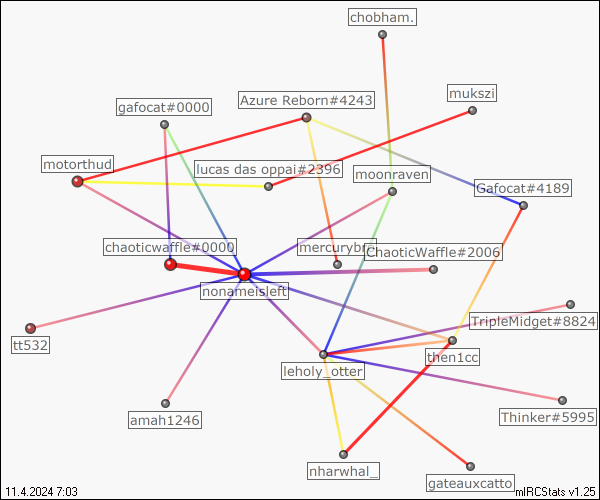 chobham.
mukszi
Azure Reborn#4243
gafocat#0000
motorthud
lucas das oppai#2396
moonraven
Gafocat#4189
chaoticwaffle#0000
ChaoticWaffle#2006
nonameisleft
TripleMidget#8824
tt532
then1cc
leholy_otter
amah1246
Thinker#5995
nharwhal_
gateauxcatto
11.4.2024 7:03
mIRCStats v1.25